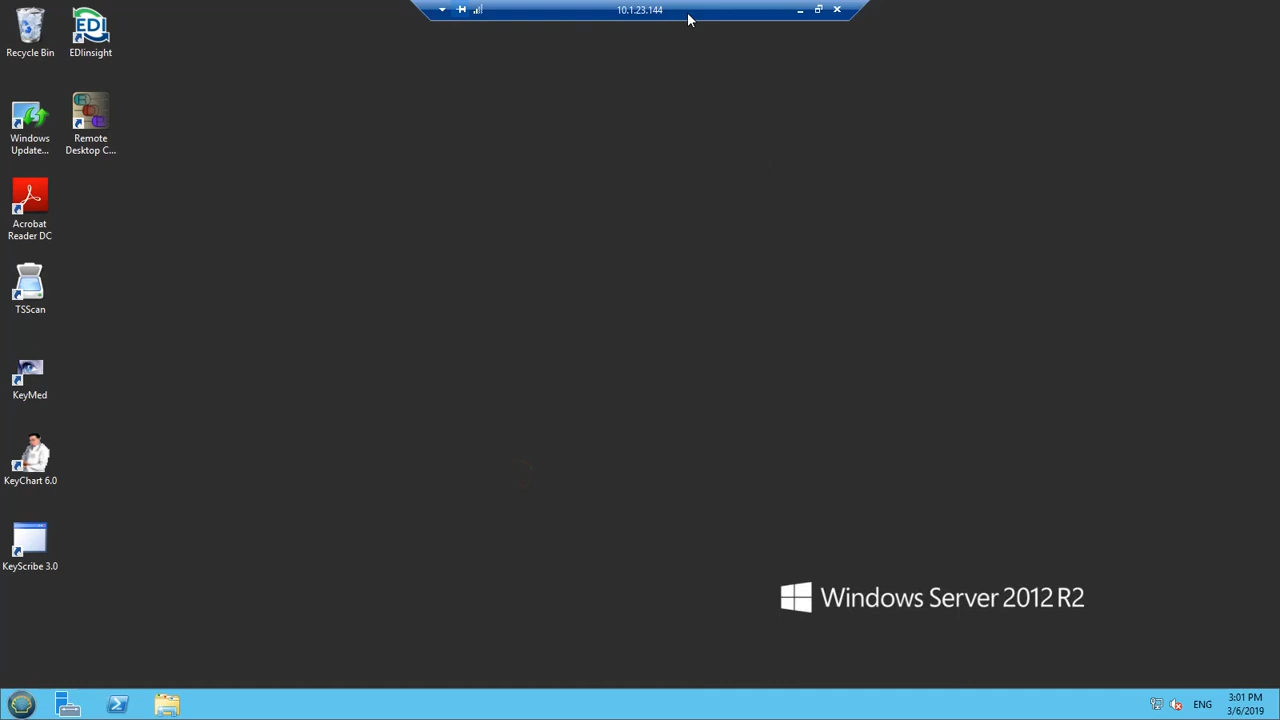 10.1.23.144
Recycle Bin
EDI
EDIinsight
Windows
Update...
Remote
Desktop C...
Acrobat
Reader DC
TSScan
KeyMed
KeyChart 6.0
KeyScribe 3.0
Windows Server 2012 R2
ENG
3:01 PM
3/6/2019